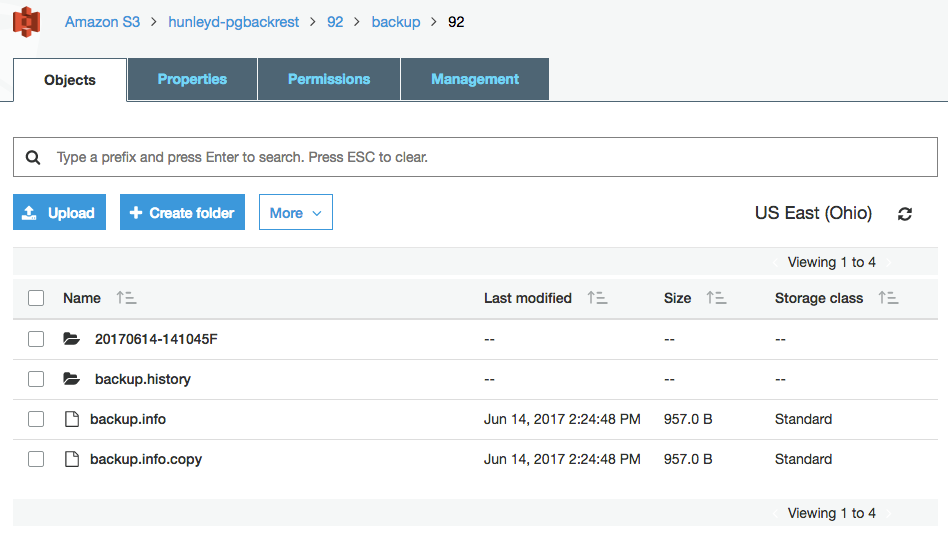 Amazon S3 > hunleyd-pgbackrest > 92 > backup > 92
Objects Properties Permissions Management
Type a prefix and press Enter to search. Press ESC to clear.
Upload Create folder More US East (Ohio)
Viewing 1 to 4
Name Last modified Size Storage class
20170614-141045F -- -- --
backup.history -- -- --
backup.info Jun 14, 2017 2:24:48 PM 957.0 B Standard
backup.info.copy Jun 14, 2017 2:24:48 PM 957.0 B Standard
Viewing 1 to 4